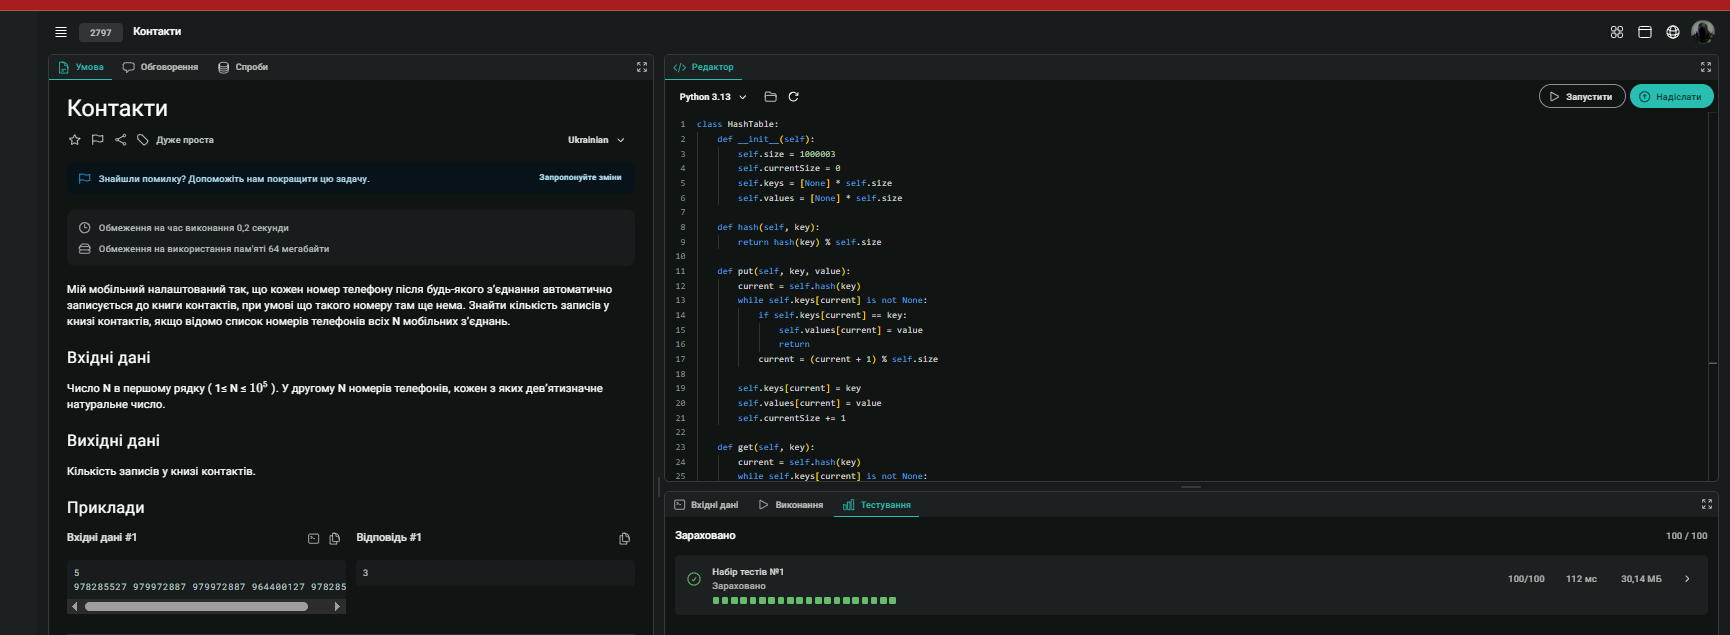 2797 Контакти
Умова Обговорення Спроби
Контакти
Дуже проста Ukrainian
Знайшли помилку? Допоможіть нам покращити цю задачу. Запропонуйте зміни
Обмеження на час виконання 0,2 секунди
Обмеження на використання пам'яті 64 мегабайти
Мій мобільний налаштований так, що кожен номер телефону після будь-якого з’єднання автоматично
записується до книги контактів, при умові що такого номеру там ще нема. Знайти кількість записів у
книзі контактів, якщо відомо список номерів телефонів всіх N мобільних з’єднань.
Вхідні дані
Число N в першому рядку ( 1≤ N ≤ 10⁵ ). У другому N номерів телефонів, кожен з яких дев’ятизначне
натуральне число.
Вихідні дані
Кількість записів у книзі контактів.
Приклади
Вхідні дані #1 Відповідь #1
5
978285527 979972887 979972887 964400127 978285
3
Редактор
Python 3.13 Запустити Надіслати
1 class HashTable:
2 def __init__(self):
3 self.size = 1000003
4 self.currentSize = 0
5 self.keys = [None] * self.size
6 self.values = [None] * self.size
7
8 def hash(self, key):
9 return hash(key) % self.size
10
11 def put(self, key, value):
12 current = self.hash(key)
13 while self.keys[current] is not None:
14 if self.keys[current] == key:
15 self.values[current] = value
16 return
17 current = (current + 1) % self.size
18
19 self.keys[current] = key
20 self.values[current] = value
21 self.currentSize += 1
22
23 def get(self, key):
24 current = self.hash(key)
25 while self.keys[current] is not None:
Вхідні дані Виконання Тестування
Зараховано 100 / 100
Набір тестів №1
Зараховано
100/100 112 мс 30,14 МБ